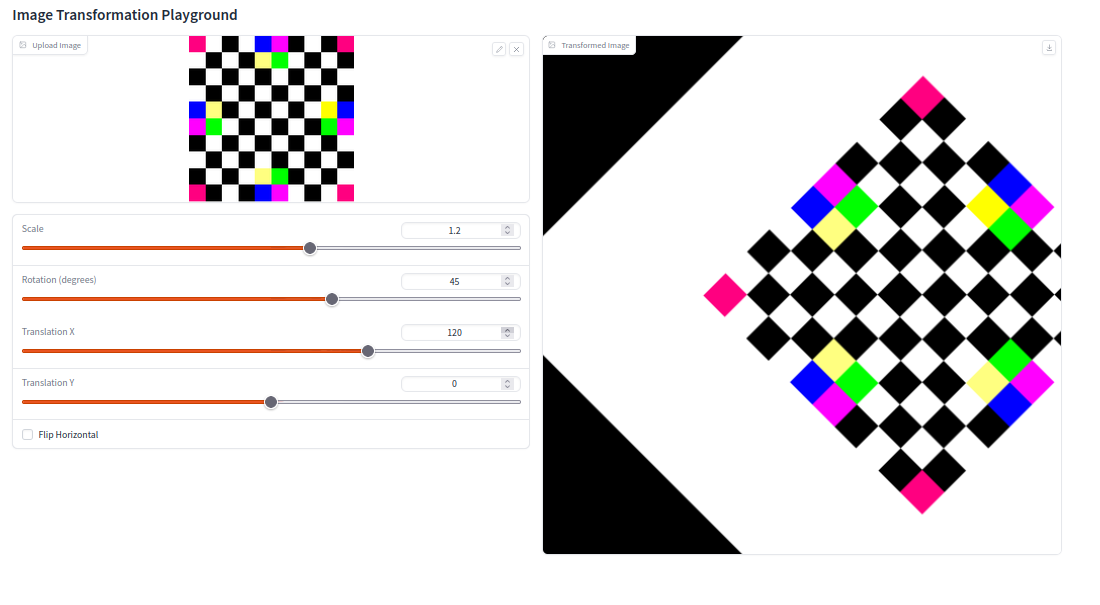 Image Transformation Playground
Upload Image
Transformed Image
Scale
1.2
Rotation (degrees)
45
Translation X
120
Translation Y
0
Flip Horizontal